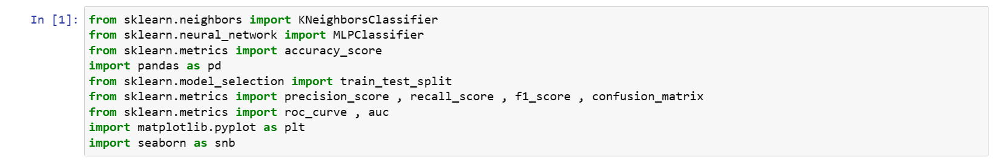 In [1]: from sklearn.neighbors import KNeighborsClassifier
from sklearn.neural_network import MLPClassifier
from sklearn.metrics import accuracy_score
import pandas as pd
from sklearn.model_selection import train_test_split
from sklearn.metrics import precision_score , recall_score , f1_score , confusion_matrix
from sklearn.metrics import roc_curve , auc
import matplotlib.pyplot as plt
import seaborn as snb